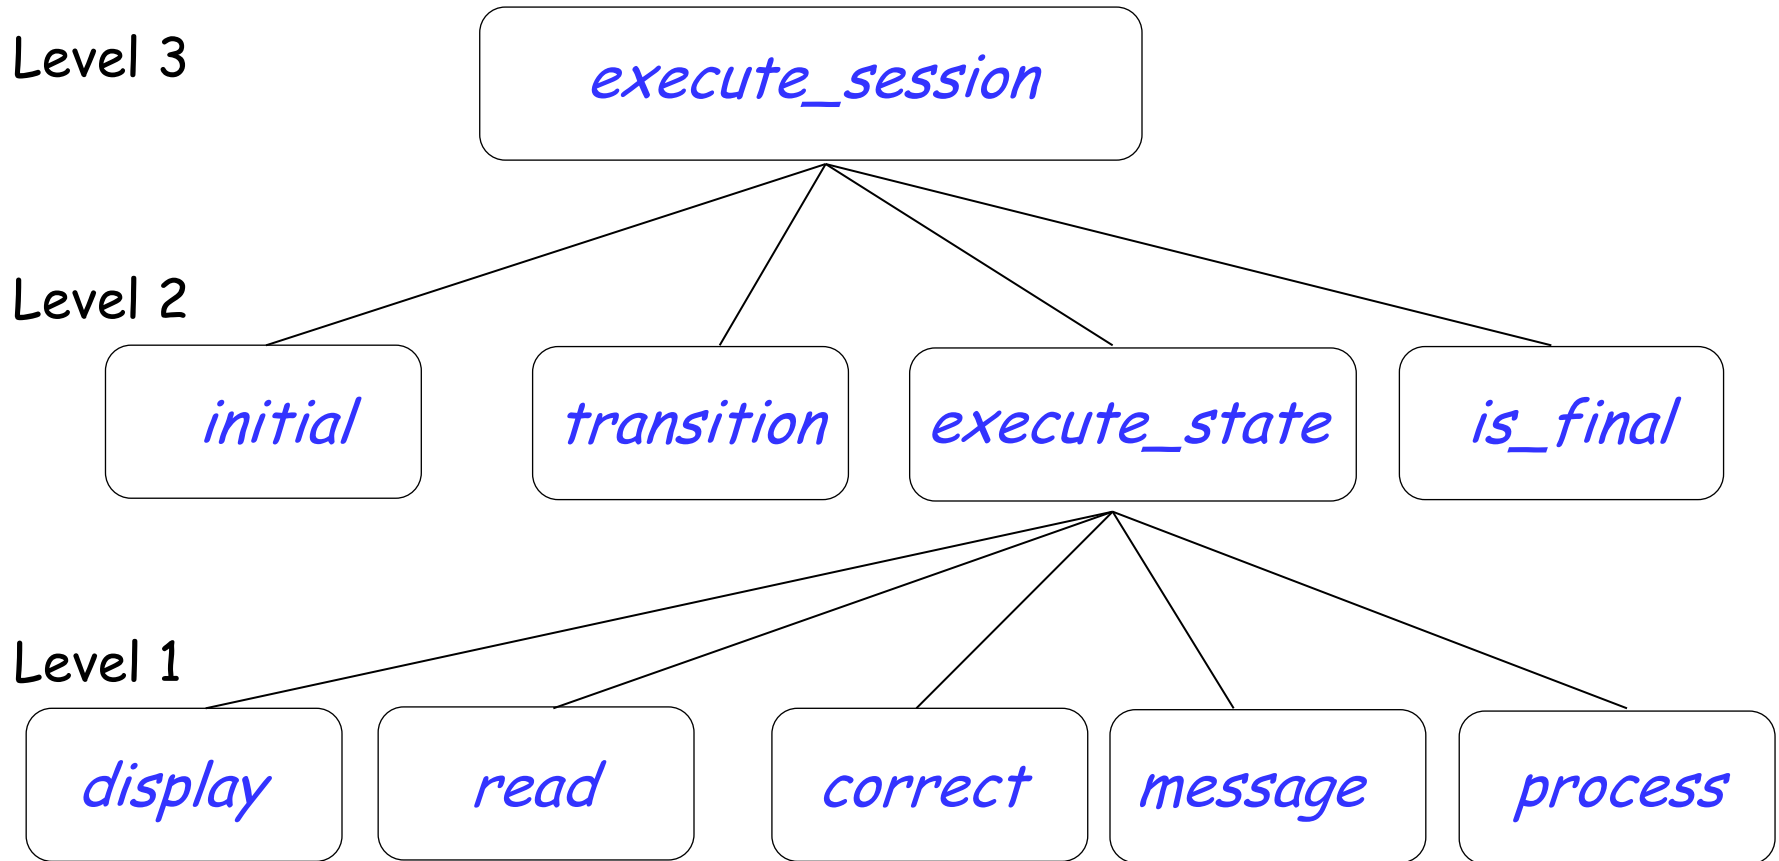 Level 3
execute_session
Level 2
initial
transition
execute_state
is_final
Level 1
display
read
correct
message
process